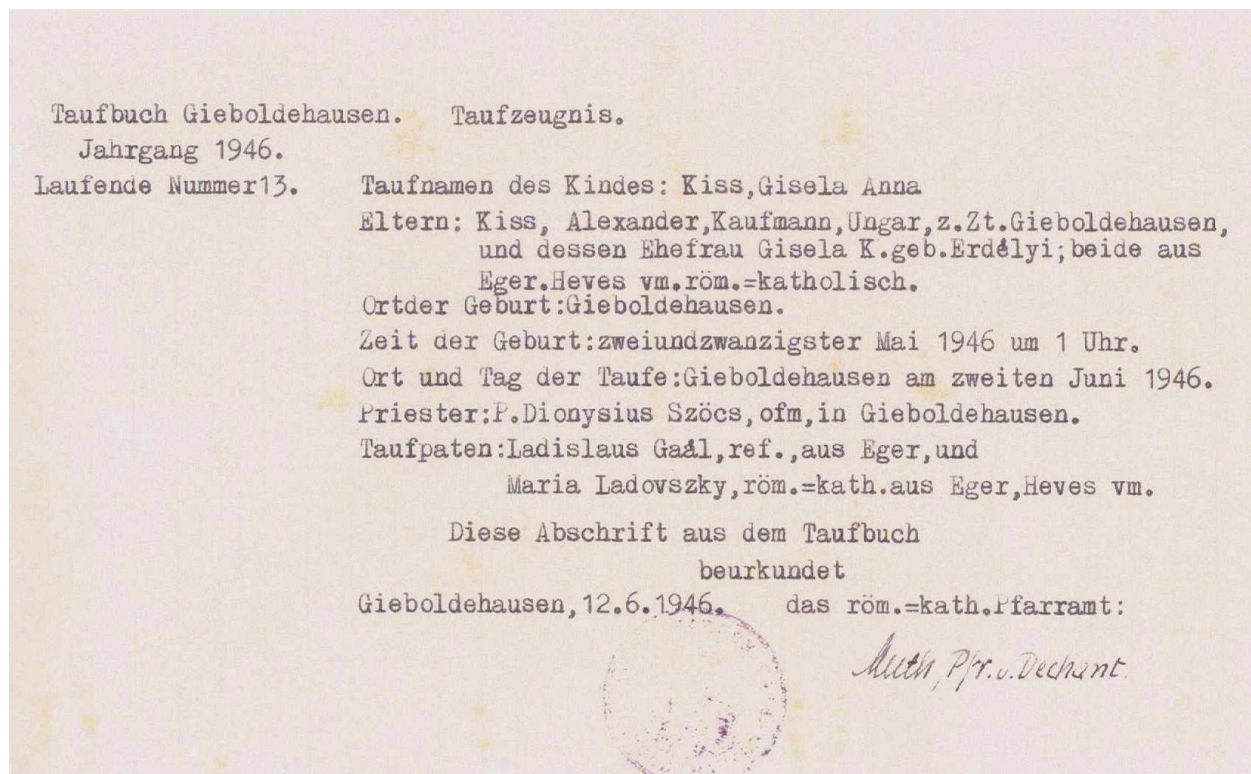 Taufbuch Gieboldehausen. Taufzeugnis.
Jahrgang 1946.
Laufende Nummer13. Taufnamen des Kindes: Kiss,Gisela Anna
Eltern: Kiss, Alexander,Kaufmann,Ungar,z.Zt.Gieboldehausen,
und dessen Ehefrau Gisela K.geb.Erdélyi;beide aus
Eger.Heves vm.röm.=katholisch.
Ortder Geburt:Gieboldehausen.
Zeit der Geburt:zweiundzwanzigster Mai 1946 um 1 Uhr.
Ort und Tag der Taufe:Gieboldehausen am zweiten Juni 1946.
Priester:P.Dionysius Szöcs,ofm,in Gieboldehausen.
Taufpaten:Ladislaus Gaál,ref.,aus Eger,und
Maria Ladovszky,röm.=kath.aus Eger,Heves vm.
Diese Abschrift aus dem Taufbuch
beurkundet
Gieboldehausen,12.6.1946. das röm.=kath.Pfarramt:
Muth, Pfr. u. Dechant.